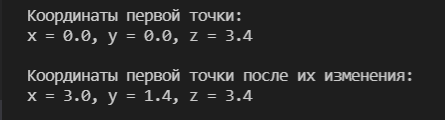 Координаты первой точки:
x = 0.0, y = 0.0, z = 3.4
Координаты первой точки после их изменения:
x = 3.0, y = 1.4, z = 3.4